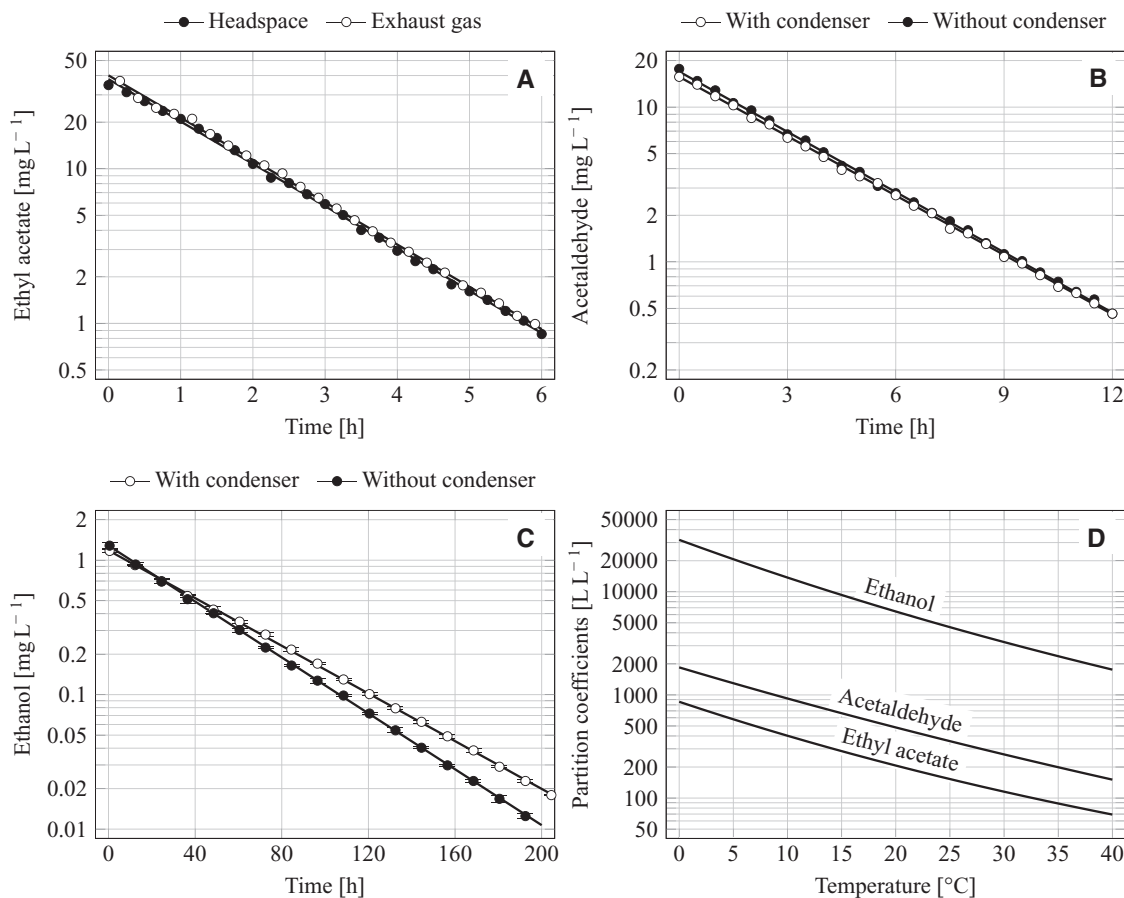 Headspace Exhaust gas
A
Ethyl acetate [mg L⁻¹]
50
20
10
5
2
1
0.5
0 1 2 3 4 5 6
Time [h]
With condenser Without condenser
B
Acetaldehyde [mg L⁻¹]
20
10
5
2
1
0.5
0.2
0 3 6 9 12
Time [h]
With condenser Without condenser
C
Ethanol [mg L⁻¹]
2
1
0.5
0.2
0.1
0.05
0.02
0.01
0 40 80 120 160 200
Time [h]
D
Partition coefficients [L L⁻¹]
50000
20000
10000
5000
2000
1000
500
200
100
50
Ethanol
Acetaldehyde
Ethyl acetate
0 5 10 15 20 25 30 35 40
Temperature [°C]